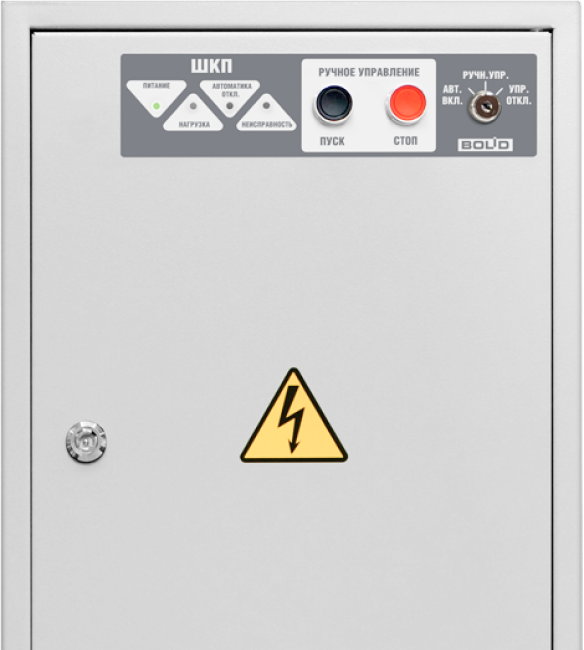 ШКП
ПИТАНИЕ
АВТОМАТИКА
ОТКЛ.
НАГРУЗКА
НЕИСПРАВНОСТЬ
РУЧНОЕ УПРАВЛЕНИЕ
ПУСК
СТОП
РУЧН.УПР.
АВТ.
ВКЛ.
УПР.
ОТКЛ.
BOLID